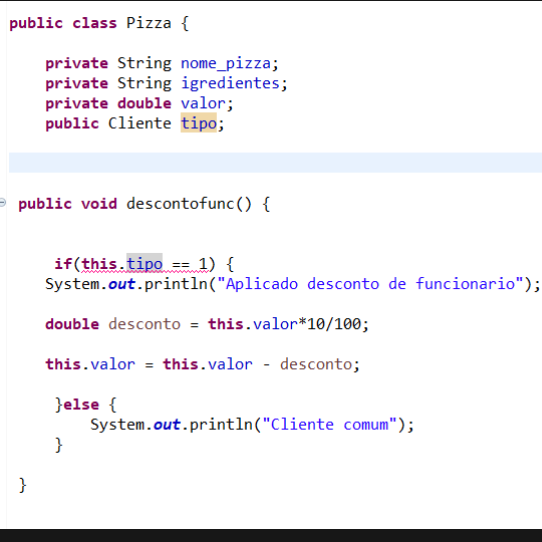 public class Pizza {
private String nome_pizza;
private String igredientes;
private double valor;
public Cliente tipo;
public void descontofunc() {
if(this.tipo == 1) {
System.out.println("Aplicado desconto de funcionario");
double desconto = this.valor*10/100;
this.valor = this.valor - desconto;
}else {
System.out.println("Cliente comum");
}
}